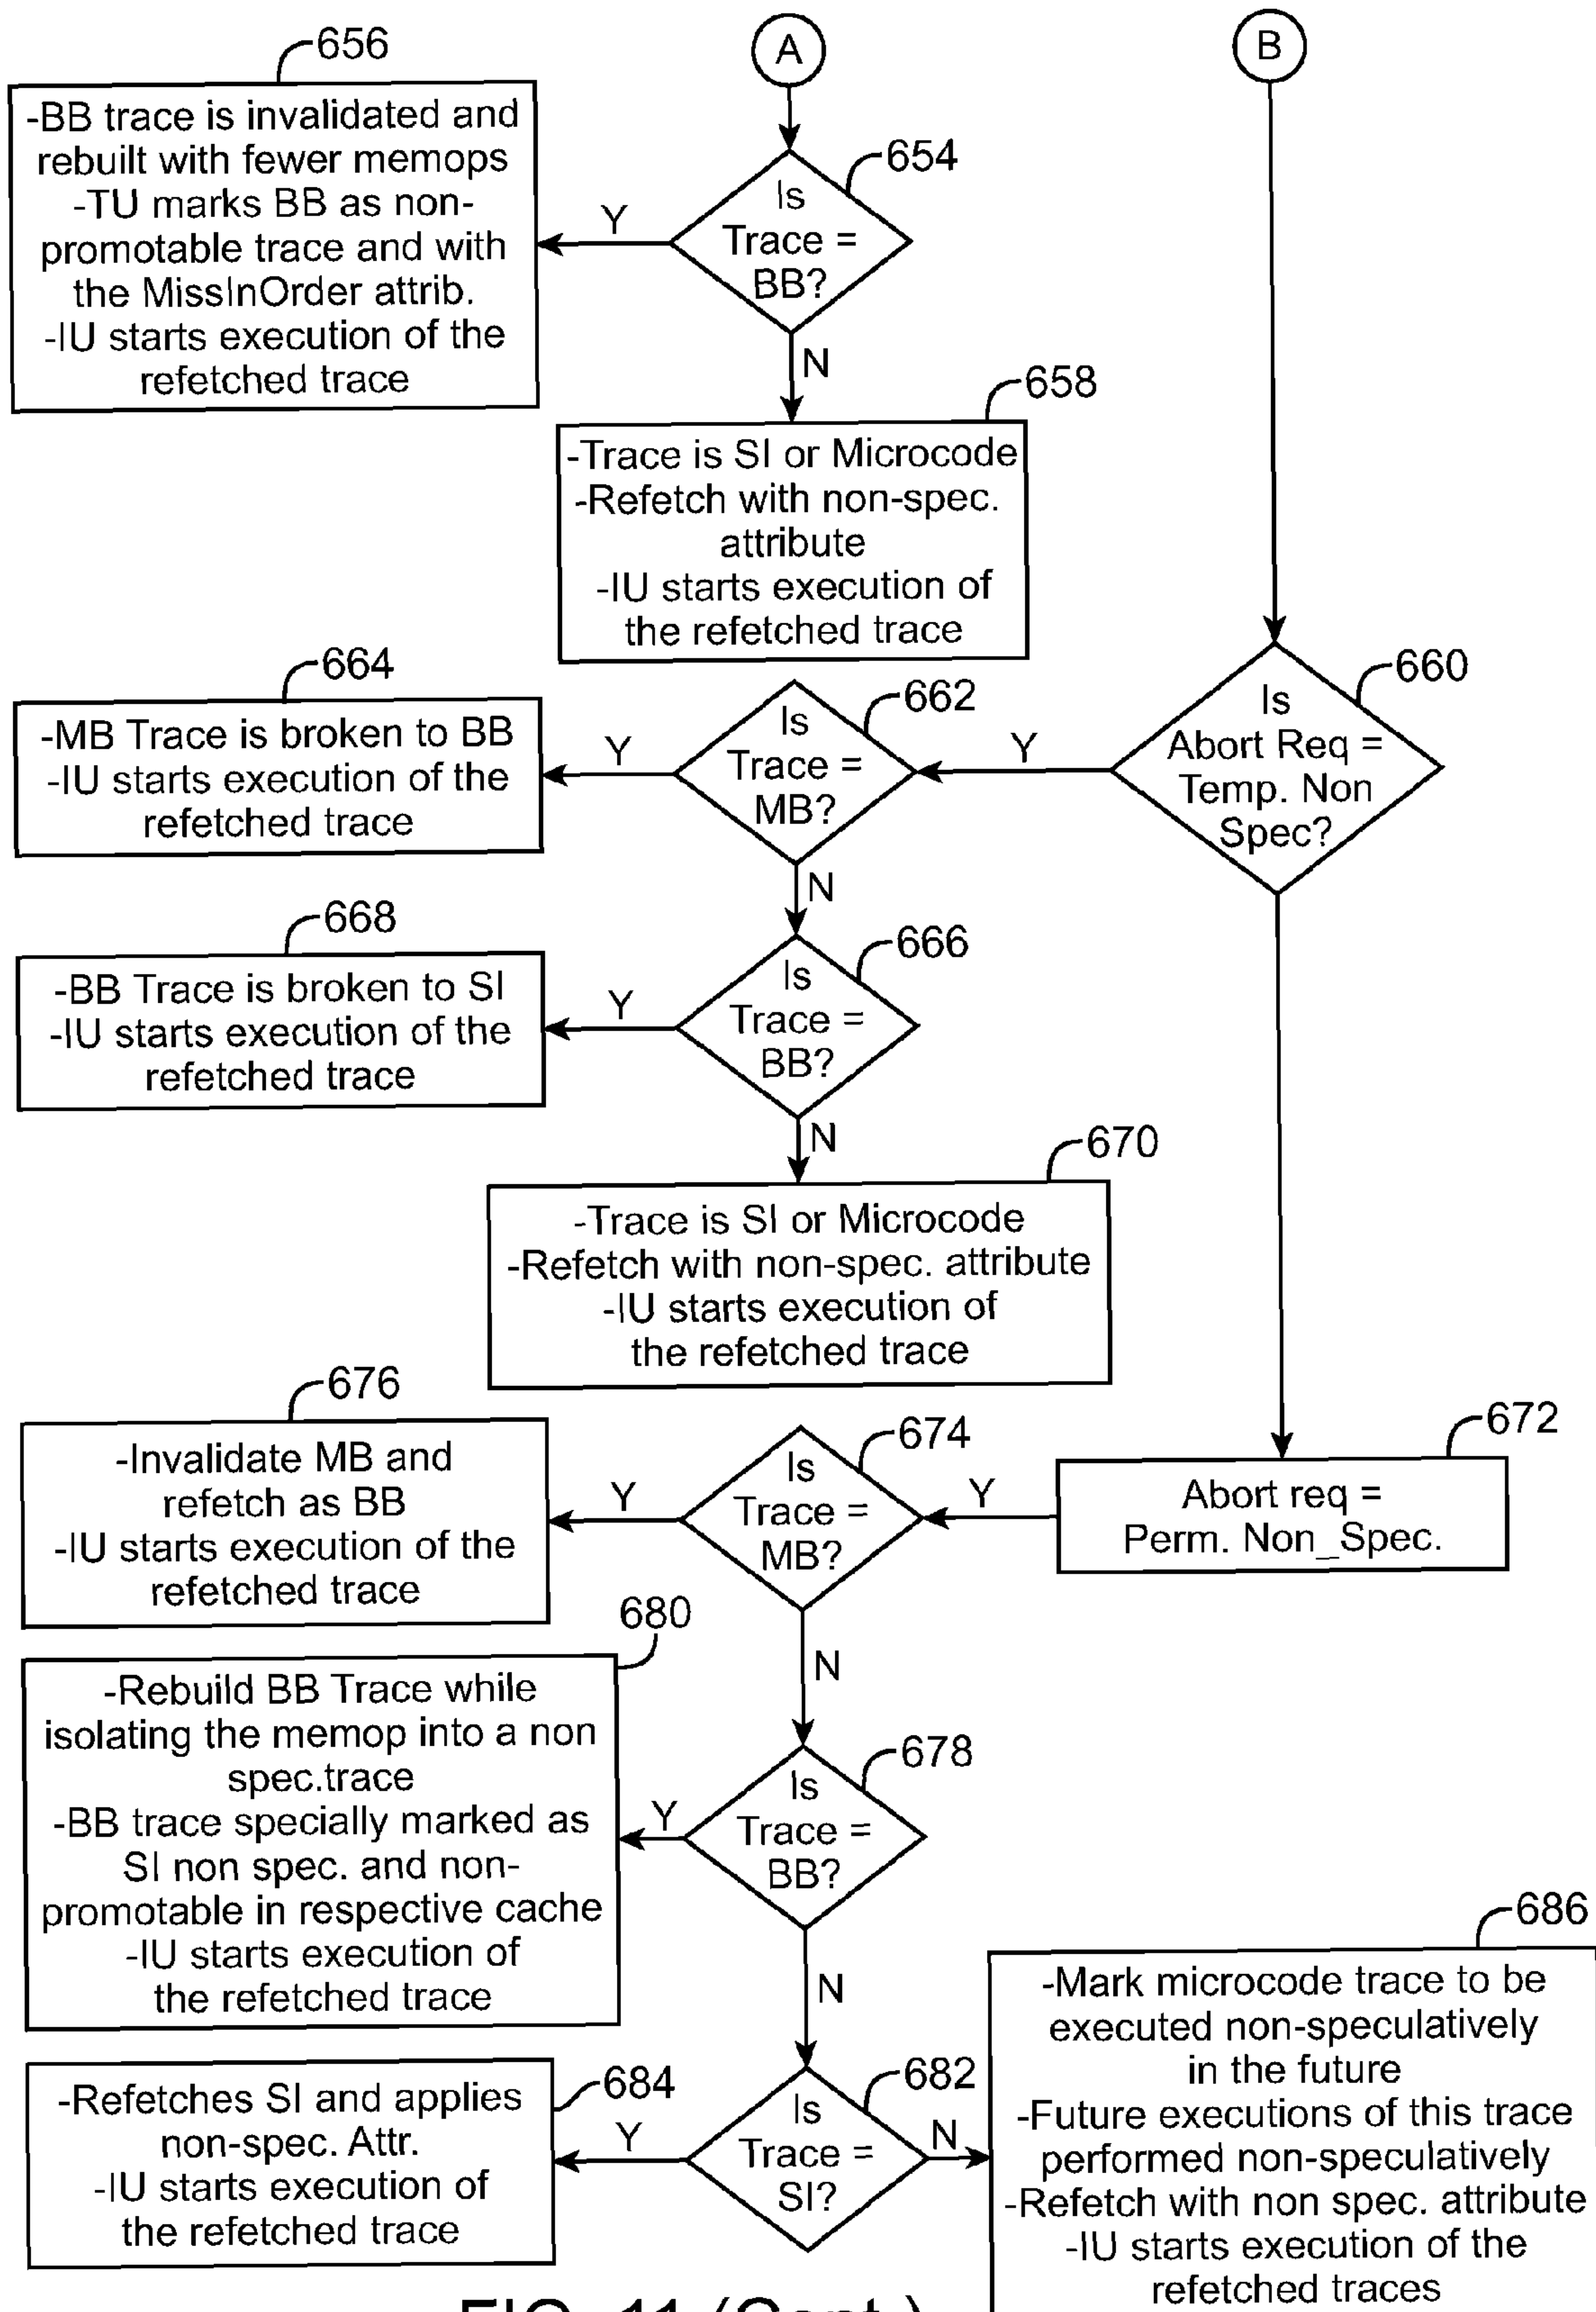 A
B
656
-BB trace is invalidated and
rebuilt with fewer memops
-TU marks BB as non-
promotable trace and with
the MissInOrder attrib.
-IU starts execution of the
refetched trace
654
Is
Trace =
BB?
Y
N
658
-Trace is SI or Microcode
-Refetch with non-spec.
attribute
-IU starts execution of
the refetched trace
660
Is
Abort Req =
Temp. Non
Spec?
Y
662
Is
Trace =
MB?
Y
N
664
-MB Trace is broken to BB
-IU starts execution of the
refetched trace
666
Is
Trace =
BB?
Y
N
668
-BB Trace is broken to SI
-IU starts execution of the
refetched trace
670
-Trace is SI or Microcode
-Refetch with non-spec. attribute
-IU starts execution of
the refetched trace
672
Abort req =
Perm. Non_Spec.
Y
674
Is
Trace =
MB?
Y
N
676
-Invalidate MB and
refetch as BB
-IU starts execution of the
refetched trace
678
Is
Trace =
BB?
Y
N
680
-Rebuild BB Trace while
isolating the memop into a non
spec.trace
-BB trace specially marked as
SI non spec. and non-
promotable in respective cache
-IU starts execution of
the refetched trace
682
Is
Trace =
SI?
Y
N
684
-Refetches SI and applies
non-spec. Attr.
-IU starts execution of
the refetched trace
686
-Mark microcode trace to be
executed non-speculatively
in the future
-Future executions of this trace
performed non-speculatively
-Refetch with non spec. attribute
-IU starts execution of the
refetched traces
FIG. 11 (Cont.)